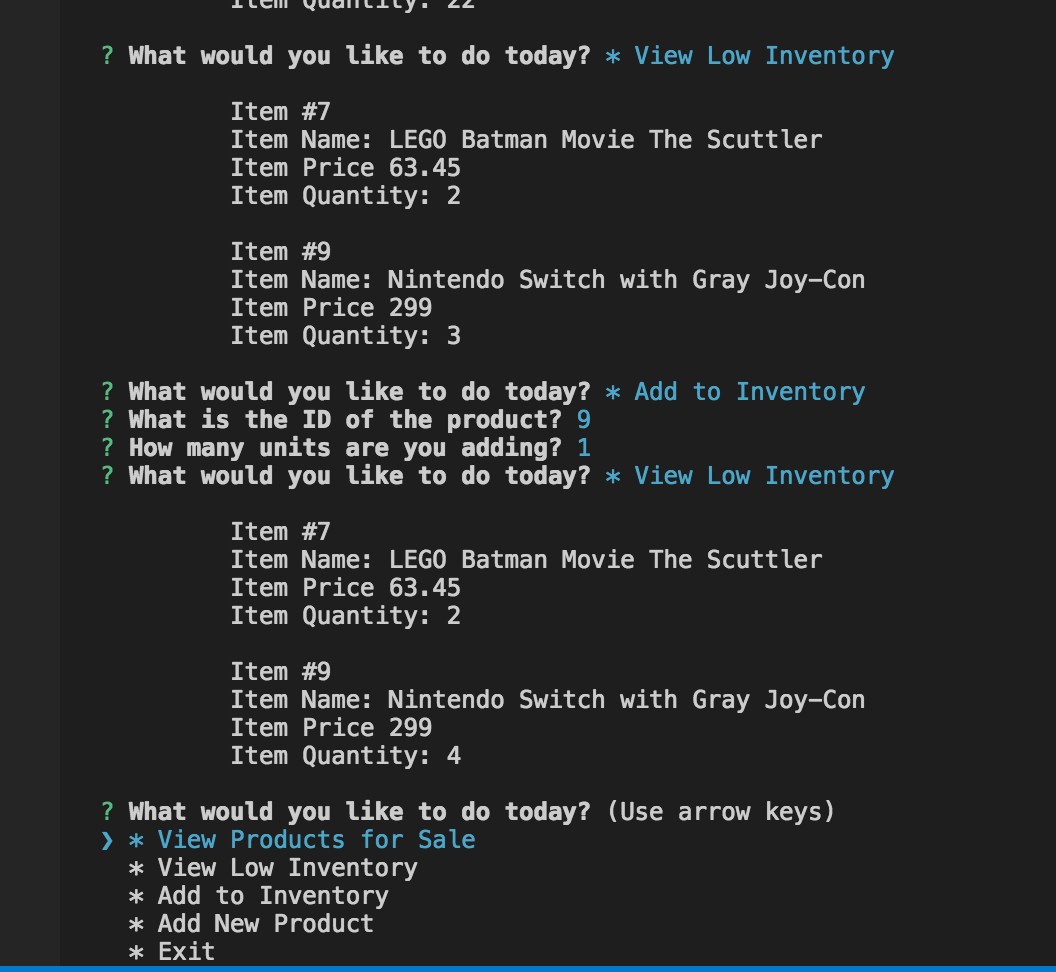 Item Quantity: 22
? What would you like to do today? * View Low Inventory
Item #7
Item Name: LEGO Batman Movie The Scuttler
Item Price 63.45
Item Quantity: 2
Item #9
Item Name: Nintendo Switch with Gray Joy-Con
Item Price 299
Item Quantity: 3
? What would you like to do today? * Add to Inventory
? What is the ID of the product? 9
? How many units are you adding? 1
? What would you like to do today? * View Low Inventory
Item #7
Item Name: LEGO Batman Movie The Scuttler
Item Price 63.45
Item Quantity: 2
Item #9
Item Name: Nintendo Switch with Gray Joy-Con
Item Price 299
Item Quantity: 4
? What would you like to do today? (Use arrow keys)
❯ * View Products for Sale
* View Low Inventory
* Add to Inventory
* Add New Product
* Exit